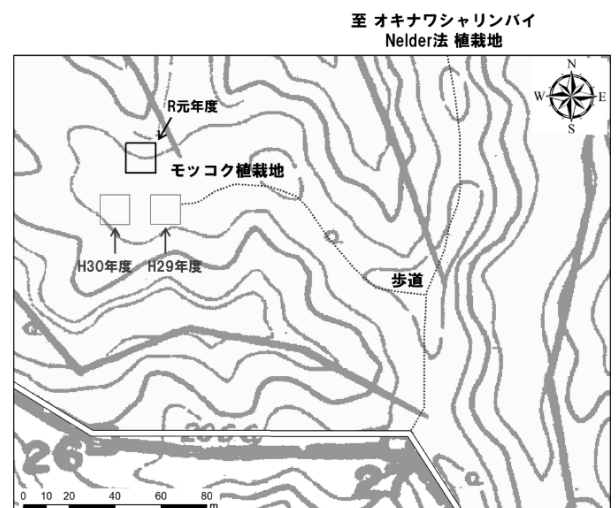 至 オキナワシャリンバイ
Nelder法 植栽地
N
W E
S
R元年度
モッコク植栽地
H30年度 H29年度
歩道
26
0 10 20 40 60 80
m